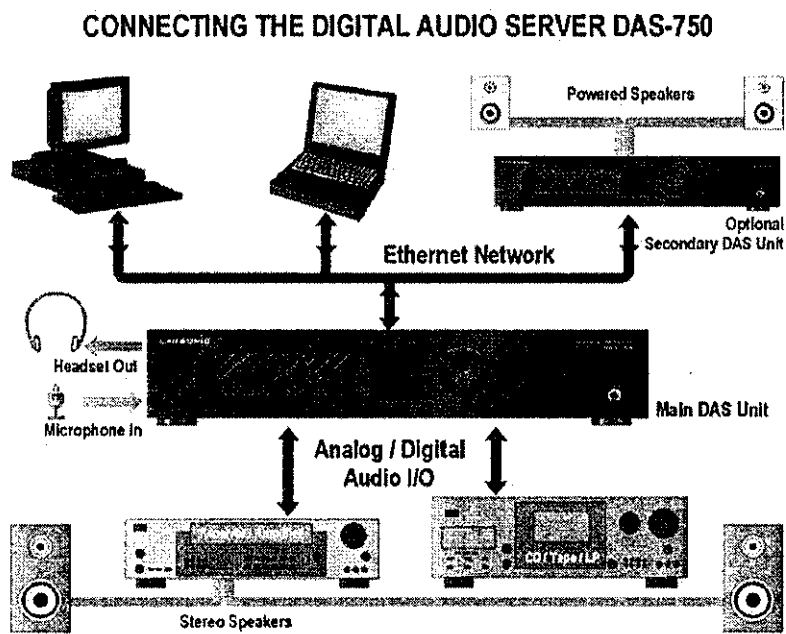 CONNECTING THE DIGITAL AUDIO SERVER DAS-750
Powered Speakers
Optional
Secondary DAS Unit
Ethernet Network
Headset Out
Microphone In
Main DAS Unit
Analog / Digital
Audio I/O
CD/Tape/LP
Stereo Speakers